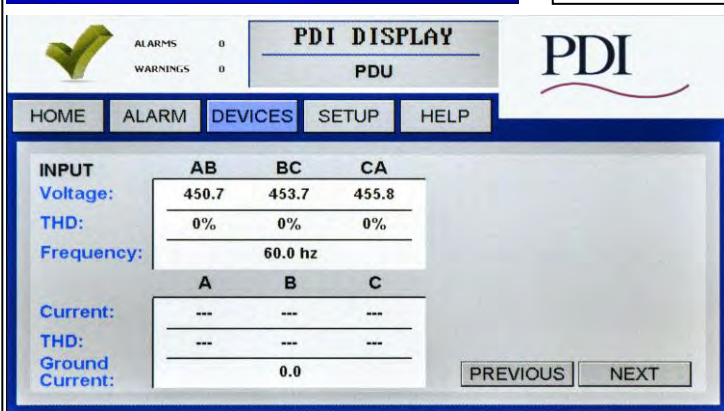 ALARMS 0
PDI DISPLAY
WARNINGS 0
PDU
PDI
HOME ALARM DEVICES SETUP HELP
INPUT AB BC CA
Voltage: 450.7 453.7 455.8
THD: 0% 0% 0%
Frequency: 60.0 hz
A B C
Current: --- --- ---
THD: --- --- ---
Ground
Current: 0.0
PREVIOUS NEXT